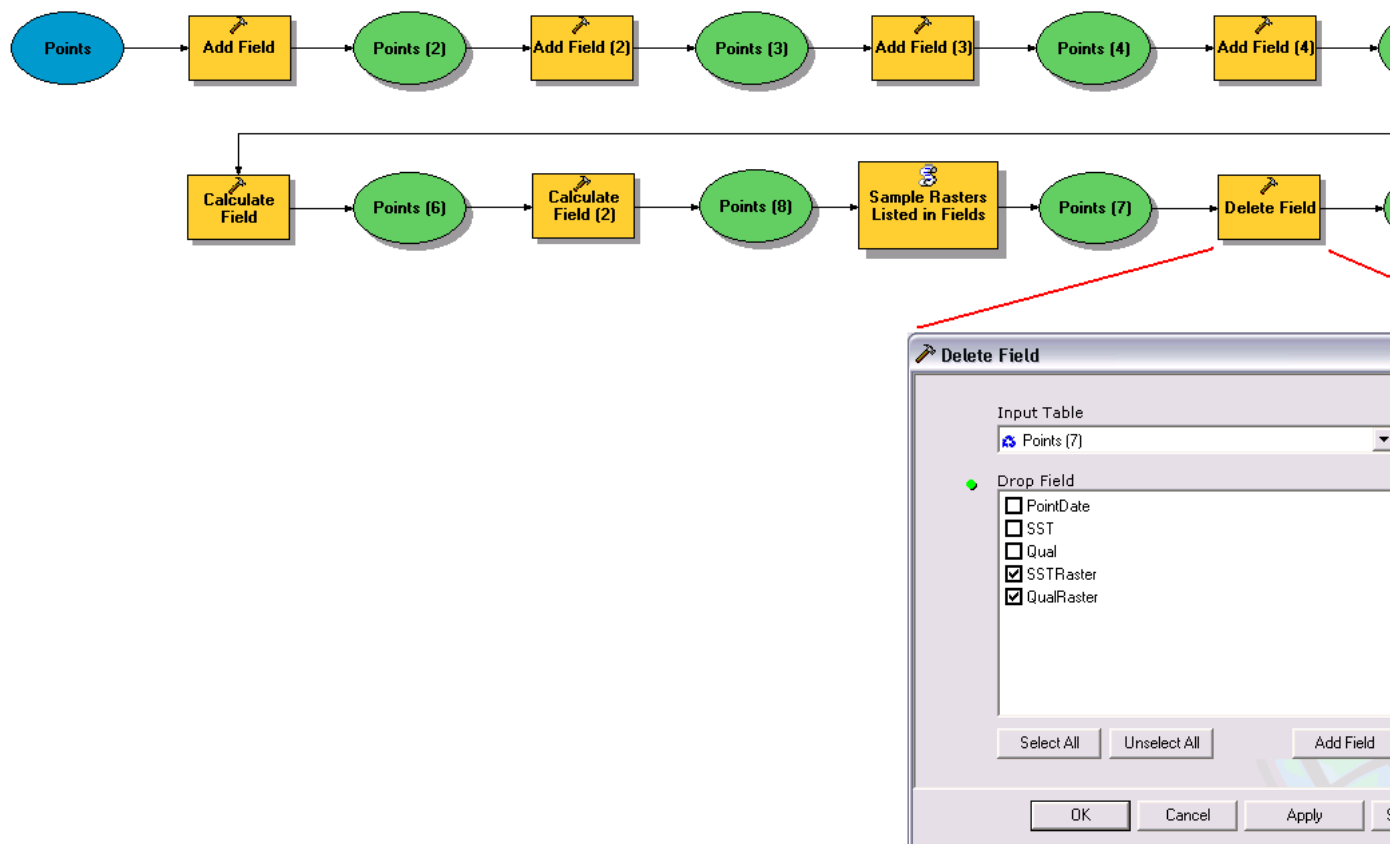 Points
Add Field
Points (2)
Add Field (2)
Points (3)
Add Field (3)
Points (4)
Add Field (4)
Calculate
Field
Points (6)
Calculate
Field (2)
Points (8)
Sample Rasters
Listed in Fields
Points (7)
Delete Field
Delete Field
Input Table
Points (7)
Drop Field
PointDate
SST
Qual
SSTRaster
QualRaster
Select All
Unselect All
Add Field
OK
Cancel
Apply